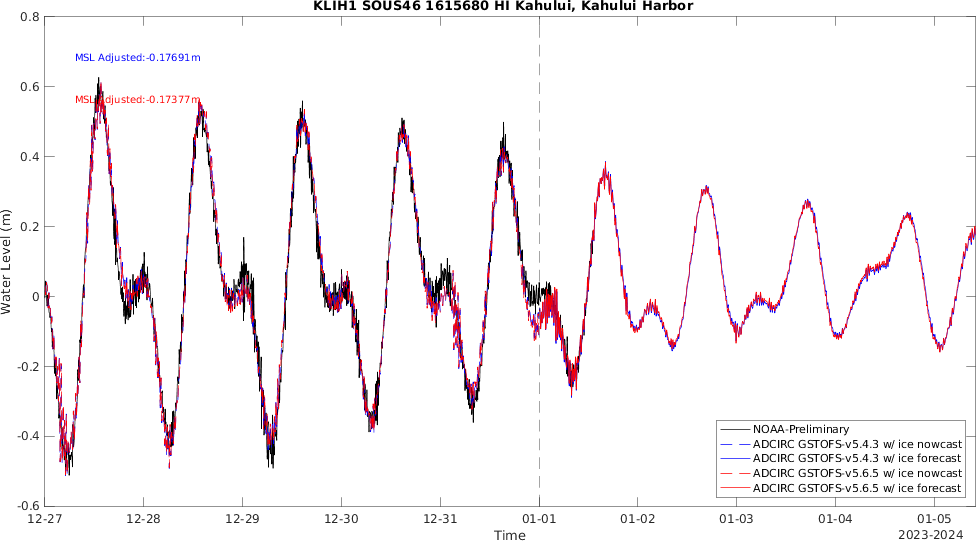 KLIH1 SOUS46 1615680 HI Kahului, Kahului Harbor
0.8
MSL Adjusted:-0.17691m
0.6
MSL Adjusted:-0.17377m
0.4
0.2
Water Level (m)
0
-0.2
-0.4
NOAA-Preliminary
ADCIRC GSTOFS-v5.4.3 w/ ice nowcast
ADCIRC GSTOFS-v5.4.3 w/ ice forecast
ADCIRC GSTOFS-v5.6.5 w/ ice nowcast
ADCIRC GSTOFS-v5.6.5 w/ ice forecast
-0.6
12-27 12-28 12-29 12-30 12-31 01-01 01-02 01-03 01-04 01-05
Time
2023-2024